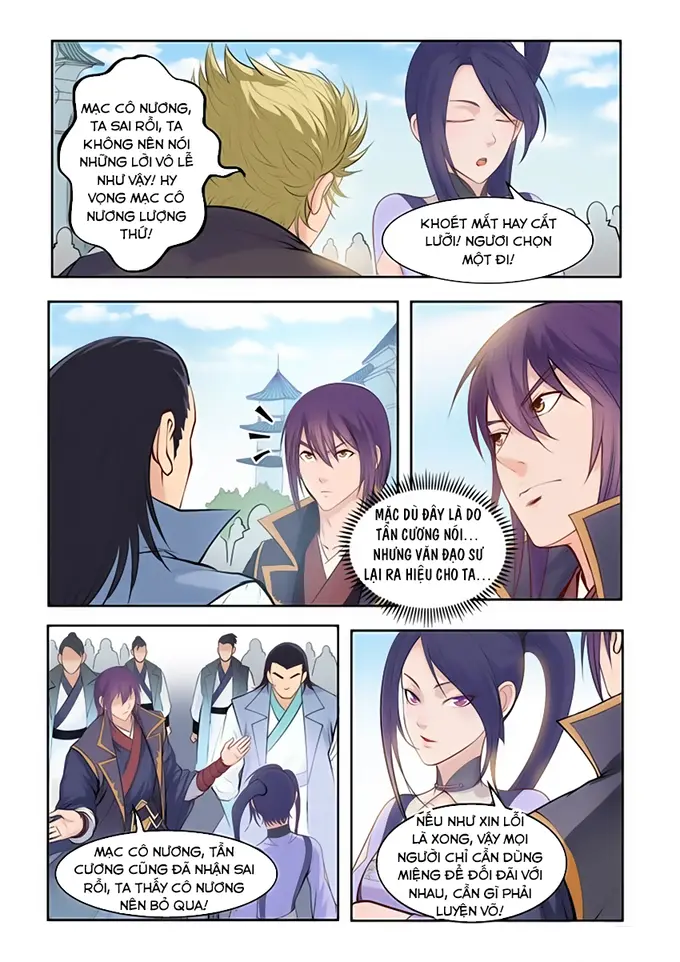 MẠC CÔ NƯƠNG,
TA SAI RỒI, TA
KHÔNG NÊN NÓI
NHỮNG LỜI VÔ LỄ
NHƯ VẬY! HY
VỌNG MẠC CÔ
NƯƠNG LƯỢNG
THỨ!
KHOÉT MẮT HAY CẮT
LƯỠI! NGƯƠI CHỌN
MỘT ĐI!
MẶC DÙ ĐÂY LÀ DO
TẦN CƯƠNG NÓI...
NHƯNG VĂN ĐẠO SƯ
LẠI RA HIỆU CHO TA...
MẠC CÔ NƯƠNG, TẦN
CƯƠNG CŨNG ĐÃ NHẬN SAI
RỒI, TA THẤY CÔ NƯƠNG
NÊN BỎ QUA!
NẾU NHƯ XIN LỖI
LÀ XONG, VẬY MỌI
NGƯỜI CHỈ CẦN DÙNG
MIỆNG ĐỂ ĐỐI ĐÃI VỚI
NHAU, CẦN GÌ PHẢI
LUYỆN VÕ!